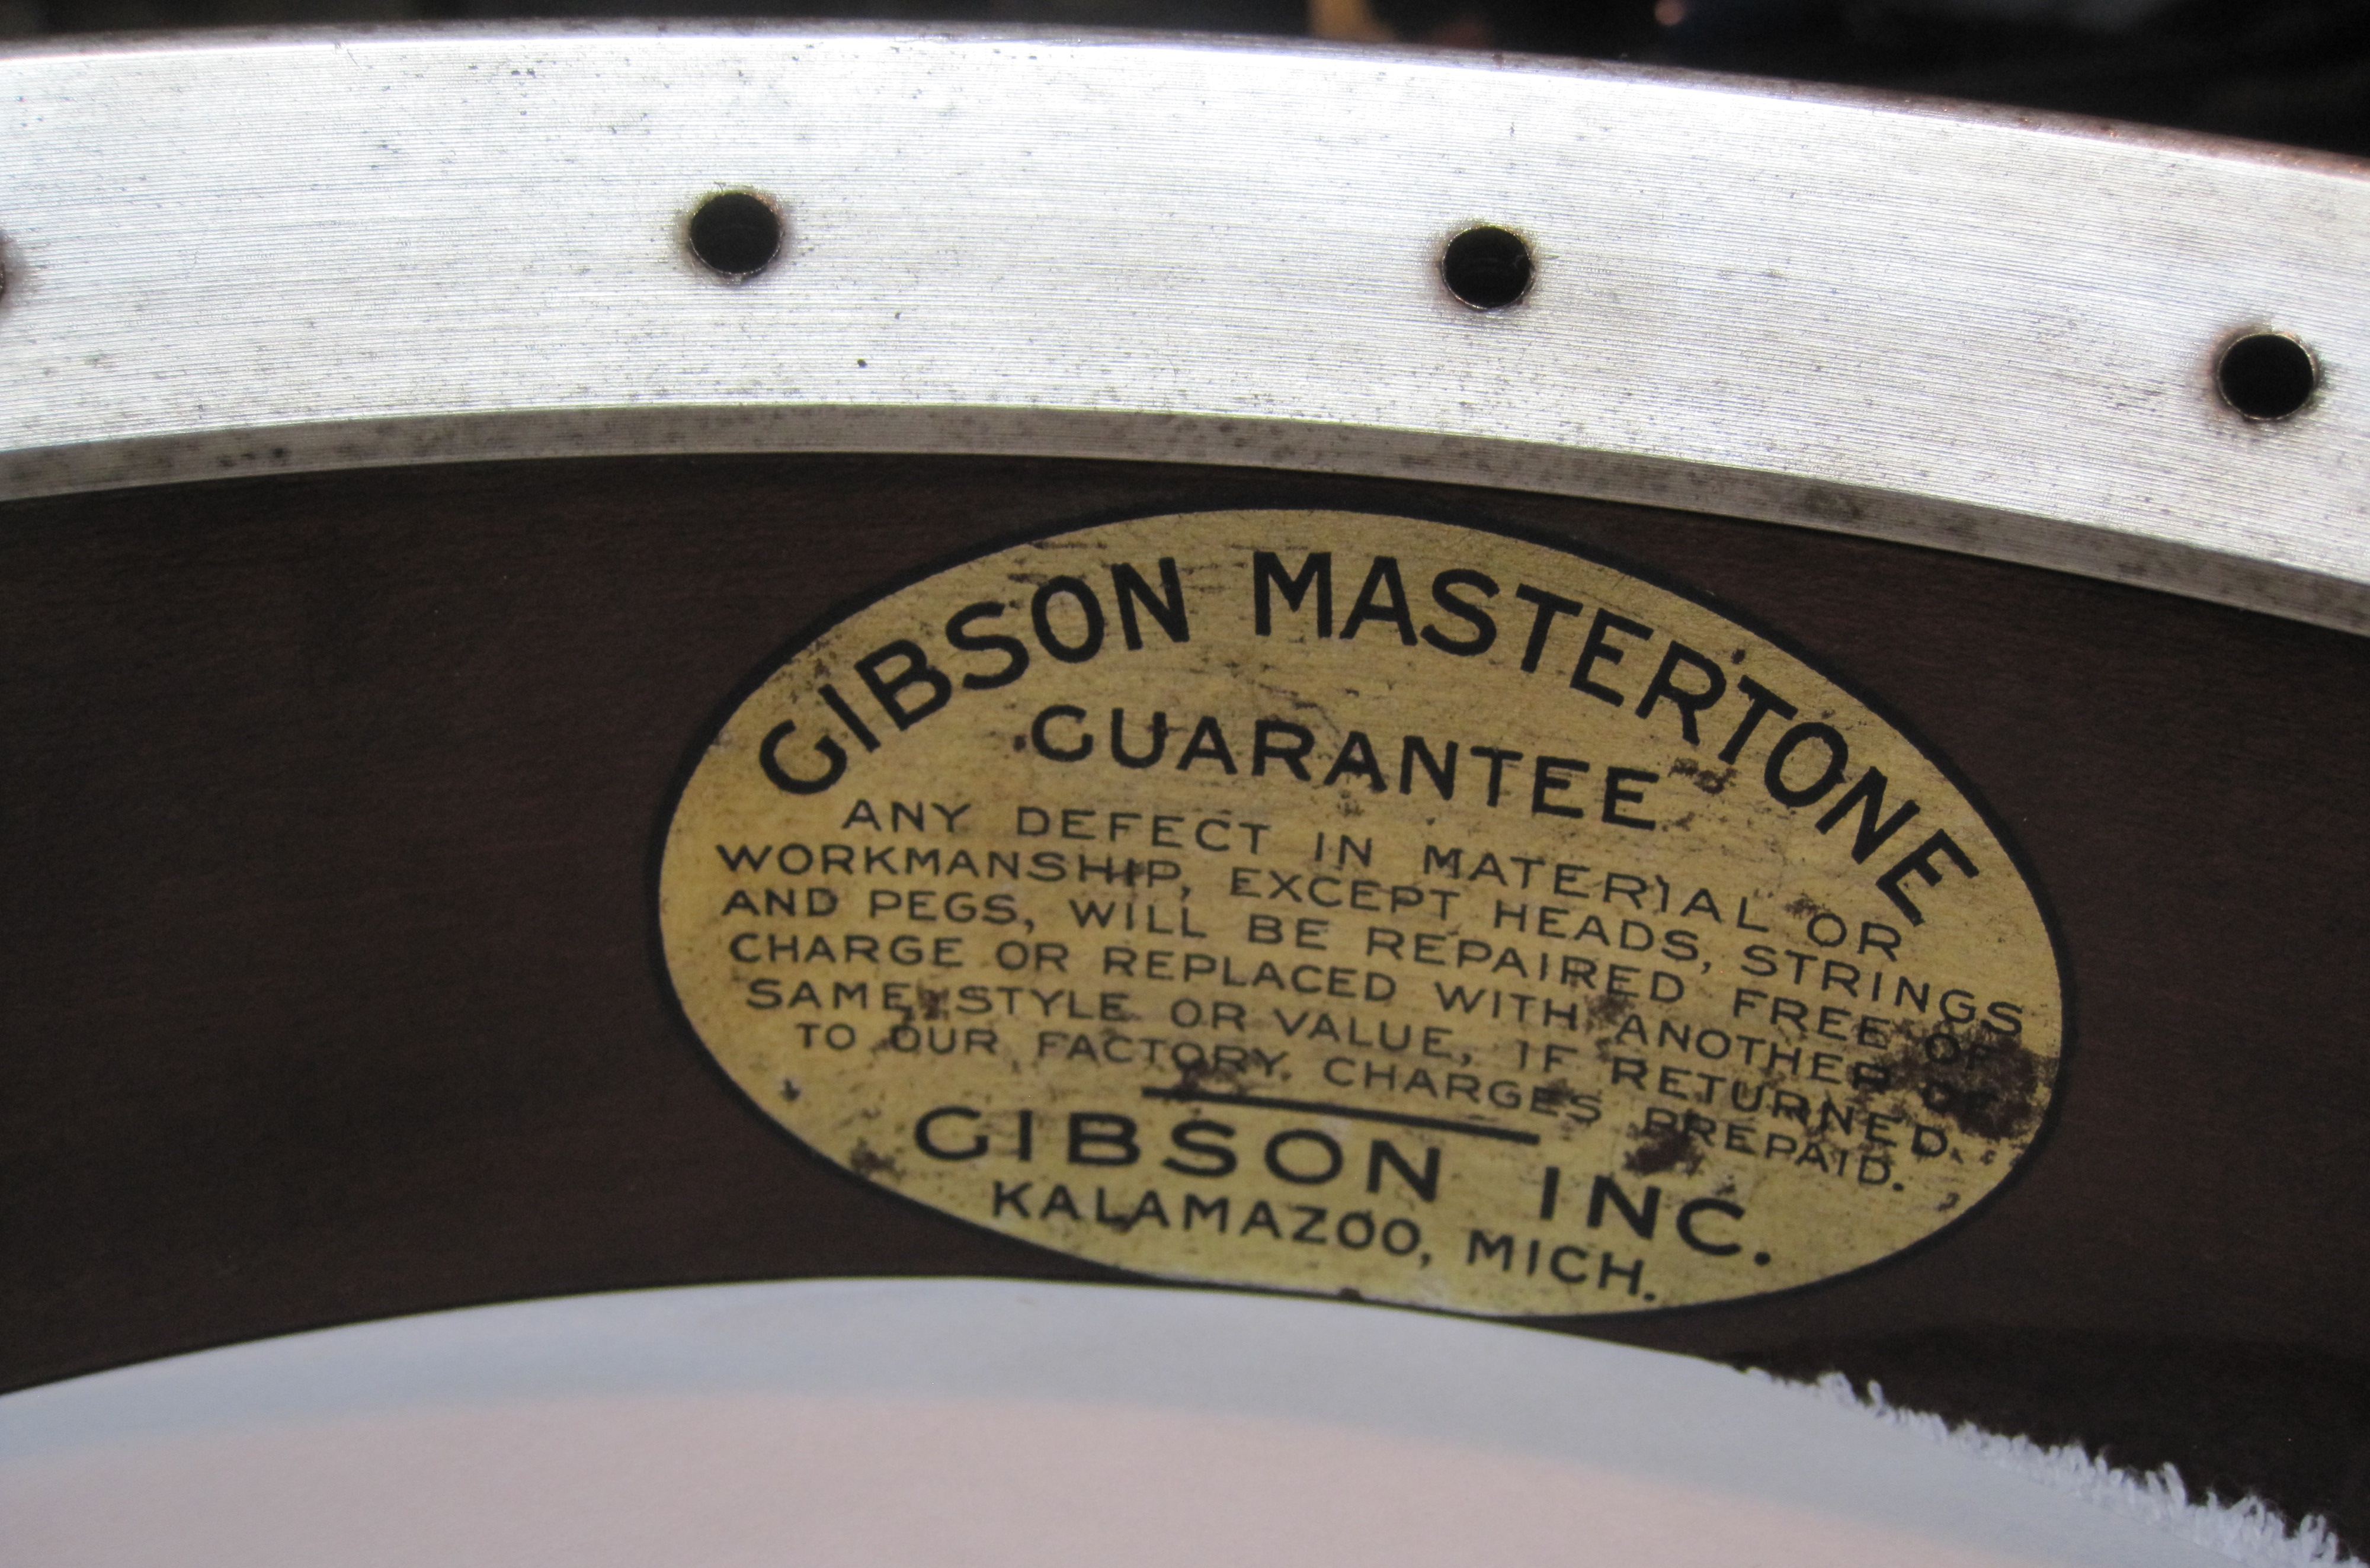 GIBSON MASTERTONE
GUARANTEE
ANY DEFECT IN MATERIAL OR
WORKMANSHIP, EXCEPT HEADS, STRINGS
AND PEGS, WILL BE REPAIRED FREE OF
CHARGE OR REPLACED WITH ANOTHER OF
SAME STYLE OR VALUE, IF RETURNED
TO OUR FACTORY. CHARGES PREPAID.
GIBSON INC.
KALAMAZOO, MICH.